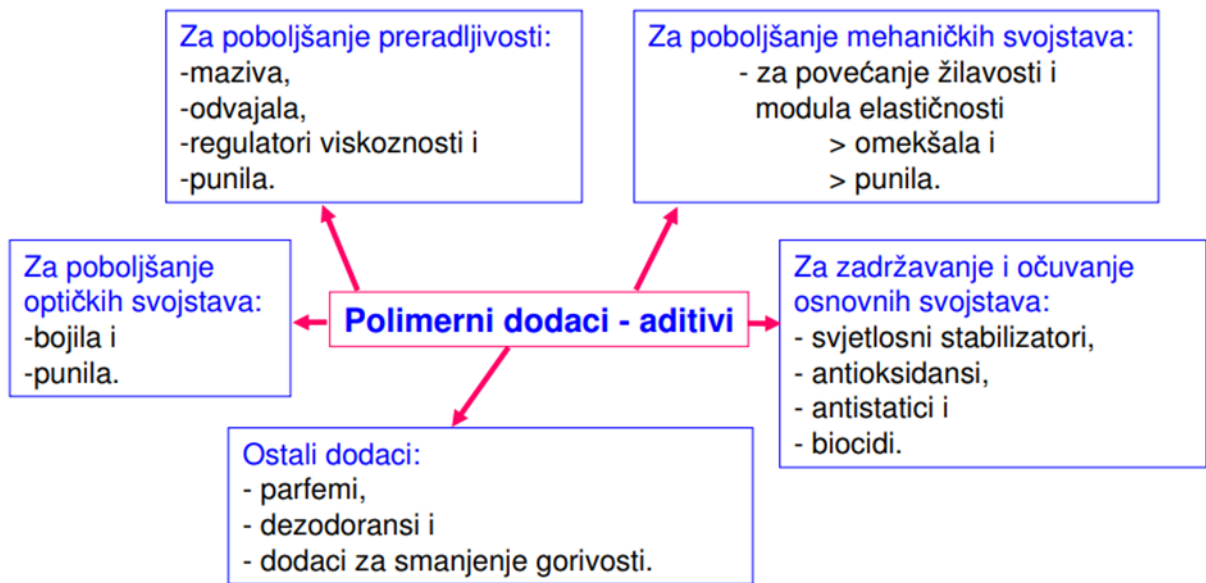 Za poboljšanje preradljivosti:
-maziva,
-odvajala,
-regulatori viskoznosti i
-punila.
Za poboljšanje mehaničkih svojstava:
- za povećanje žilavosti i
modula elastičnosti
> omekšala i
> punila.
Za poboljšanje
optičkih svojstava:
-bojila i
-punila.
Polimerni dodaci - aditivi
Za zadržavanje i očuvanje
osnovnih svojstava:
- svjetlosni stabilizatori,
- antioksidansi,
- antistatici i
- biocidi.
Ostali dodaci:
- parfemi,
- dezodoransi i
- dodaci za smanjenje gorivosti.